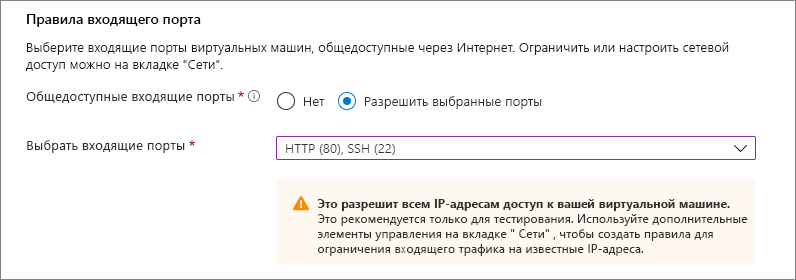 Правила входящего порта
Выберите входящие порты виртуальных машин, общедоступные через Интернет. Ограничить или настроить сетевой
доступ можно на вкладке "Сети".
Общедоступные входящие порты * Нет Разрешить выбранные порты
Выбрать входящие порты * HTTP (80), SSH (22)
Это разрешит всем IP-адресам доступ к вашей виртуальной машине.
Это рекомендуется только для тестирования. Используйте дополнительные
элементы управления на вкладке " Сети" , чтобы создать правила для
ограничения входящего трафика на известные IP-адреса.